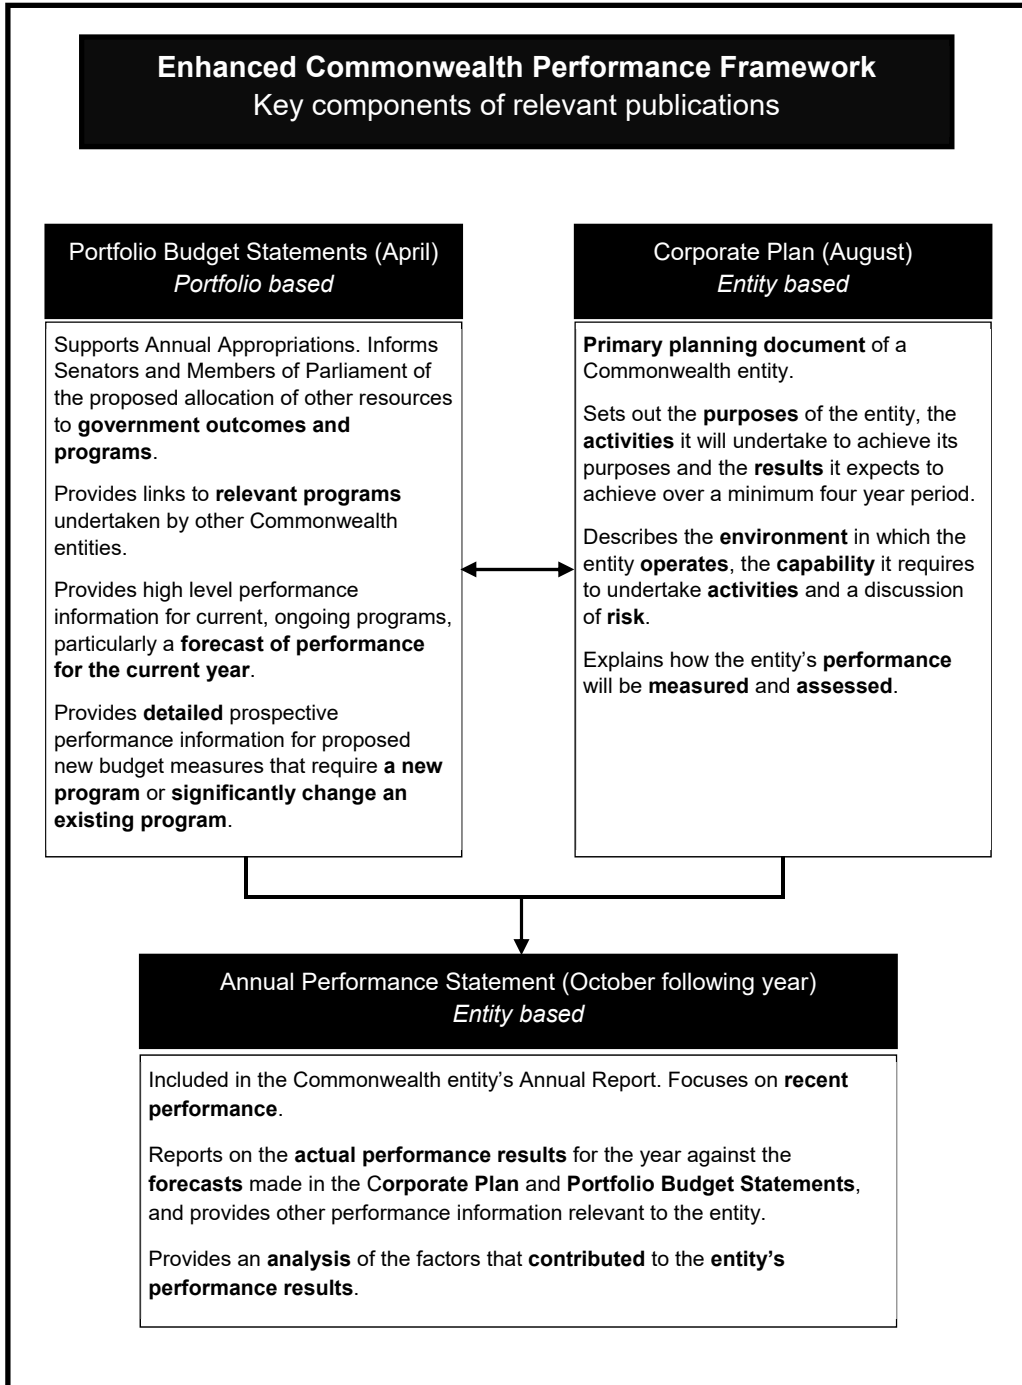 Enhanced Commonwealth Performance Framework
Key components of relevant publications
Portfolio Budget Statements (April)
Portfolio based
Supports Annual Appropriations. Informs
Senators and Members of Parliament of
the proposed allocation of other resources
to government outcomes and
programs.
Provides links to relevant programs
undertaken by other Commonwealth
entities.
Provides high level performance
information for current, ongoing programs,
particularly a forecast of performance
for the current year.
Provides detailed prospective
performance information for proposed
new budget measures that require a new
program or significantly change an
existing program.
Corporate Plan (August)
Entity based
Primary planning document of a
Commonwealth entity.
Sets out the purposes of the entity, the
activities it will undertake to achieve its
purposes and the results it expects to
achieve over a minimum four year period.
Describes the environment in which the
entity operates, the capability it requires
to undertake activities and a discussion
of risk.
Explains how the entity’s performance
will be measured and assessed.
Annual Performance Statement (October following year)
Entity based
Included in the Commonwealth entity’s Annual Report. Focuses on recent
performance.
Reports on the actual performance results for the year against the
forecasts made in the Corporate Plan and Portfolio Budget Statements,
and provides other performance information relevant to the entity.
Provides an analysis of the factors that contributed to the entity’s
performance results.